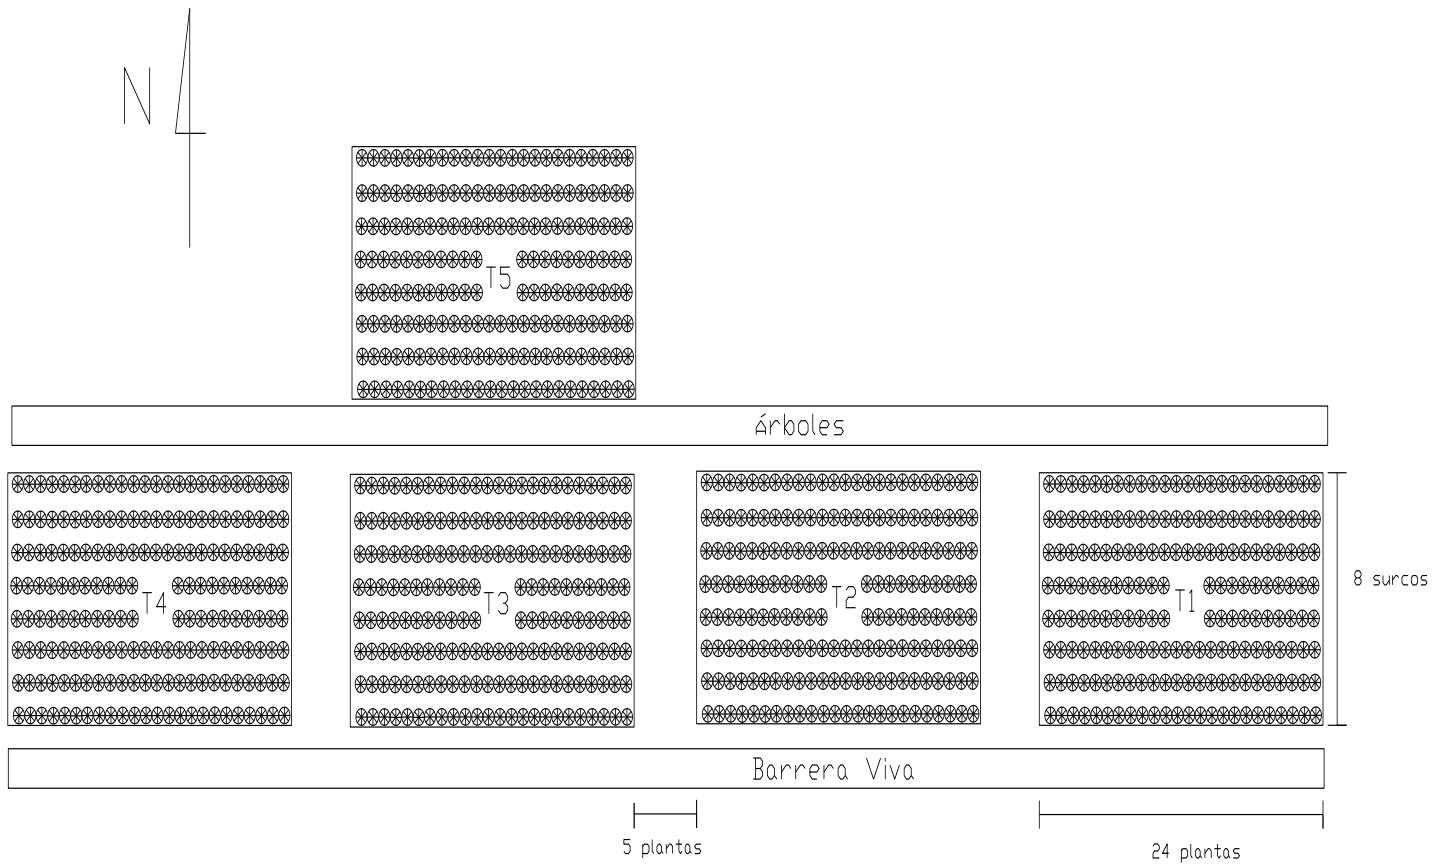 N
T5
Árboles
T4
T3
T2
T1
8 surcos
Barrera Viva
5 plantas
24 plantas